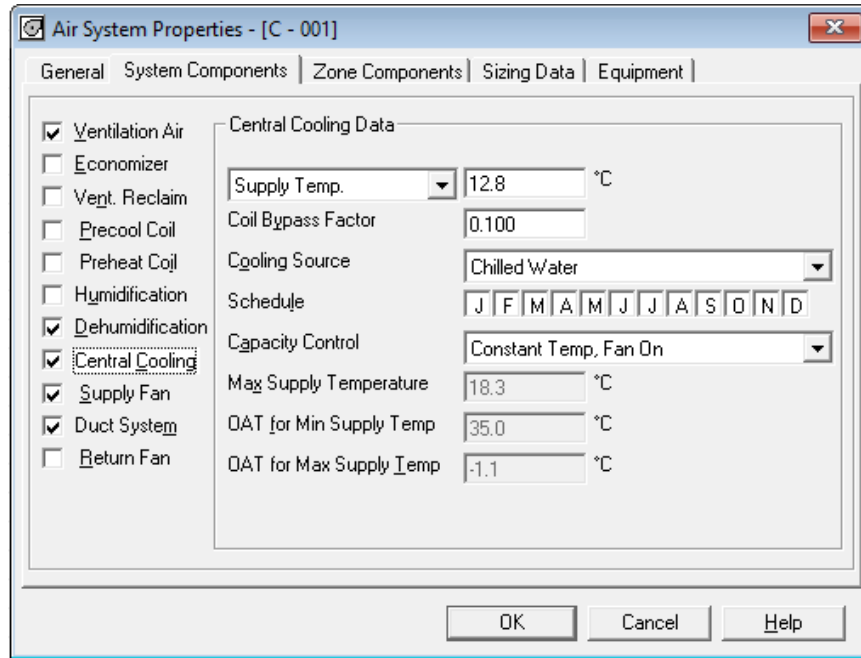 Air System Properties - [C - 001]
General System Components Zone Components Sizing Data Equipment
Ventilation Air
Economizer
Vent. Reclaim
Precool Coil
Preheat Coil
Humidification
Dehumidification
Central Cooling
Supply Fan
Duct System
Return Fan
Central Cooling Data
Supply Temp. 12.8 °C
Coil Bypass Factor 0.100
Cooling Source Chilled Water
Schedule J F M A M J J A S O N D
Capacity Control Constant Temp, Fan On
Max Supply Temperature 18.3 °C
OAT for Min Supply Temp 35.0 °C
OAT for Max Supply Temp -1.1 °C
OK Cancel Help